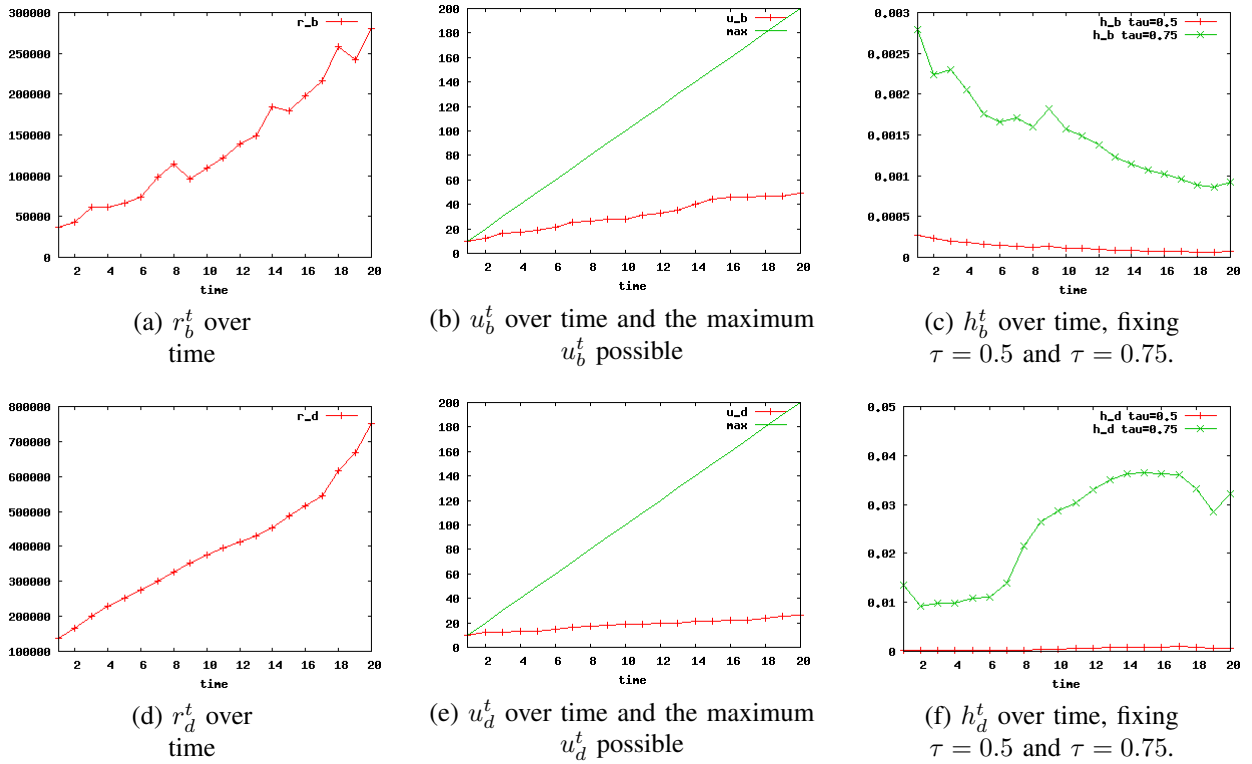 300000
250000
200000
150000
100000
50000
0
r_b
2 4 6 8 10 12 14 16 18 20
time
(a) r_b^t over
time
200
180
160
140
120
100
80
60
40
20
0
u_b
max
2 4 6 8 10 12 14 16 18 20
time
(b) u_b^t over time and the maximum
u_b^t possible
0.003
0.0025
0.002
0.0015
0.001
0.0005
0
h_b tau=0.5
h_b tau=0.75
2 4 6 8 10 12 14 16 18 20
time
(c) h_b^t over time, fixing
τ = 0.5 and τ = 0.75.
800000
700000
600000
500000
400000
300000
200000
100000
r_d
2 4 6 8 10 12 14 16 18 20
time
(d) r_d^t over
time
200
180
160
140
120
100
80
60
40
20
0
u_d
max
2 4 6 8 10 12 14 16 18 20
time
(e) u_d^t over time and the maximum
u_d^t possible
0.05
0.04
0.03
0.02
0.01
0
h_d tau=0.5
h_d tau=0.75
2 4 6 8 10 12 14 16 18 20
time
(f) h_d^t over time, fixing
τ = 0.5 and τ = 0.75.